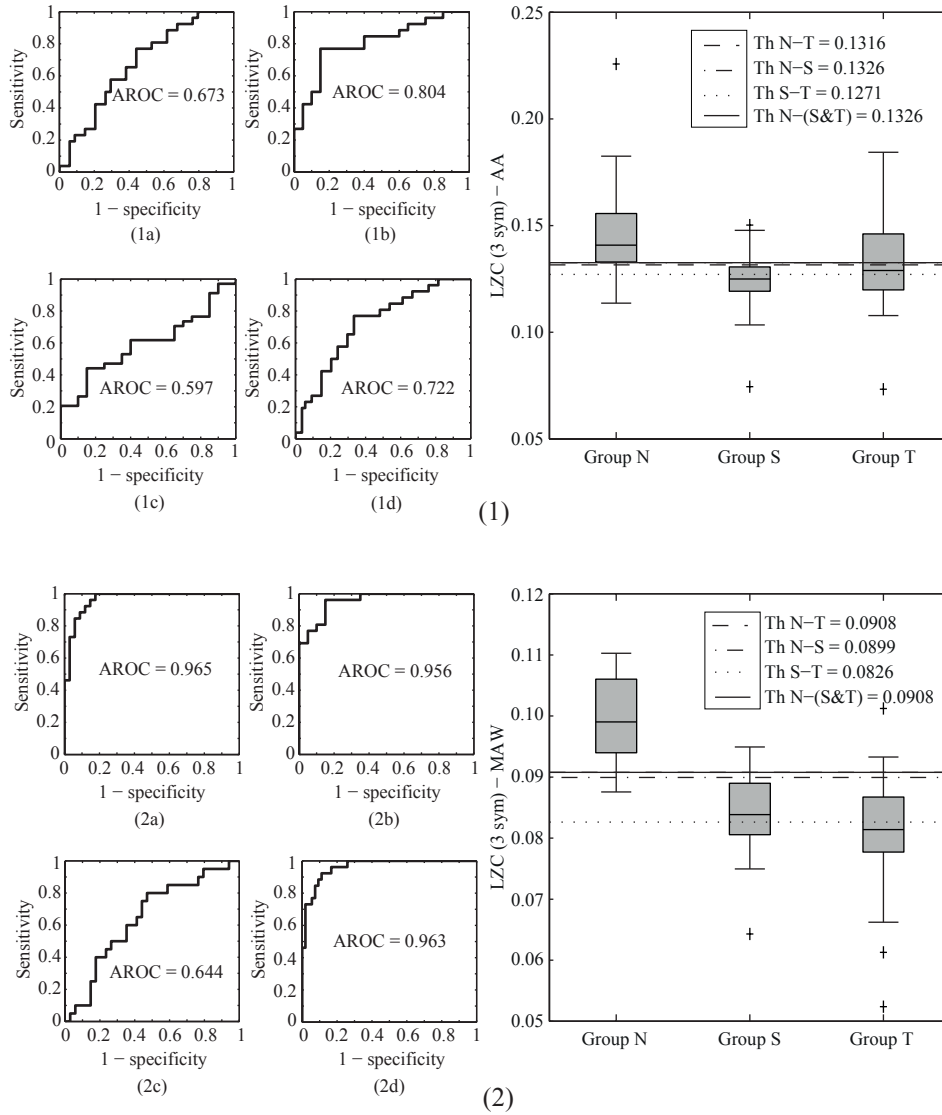 Sensitivity
1
0.8
0.6
0.4
0.2
0
AROC = 0.673
0 0.2 0.4 0.6 0.8 1
1 − specificity
(1a)
Sensitivity
1
0.8
0.6
0.4
0.2
0
AROC = 0.804
0 0.2 0.4 0.6 0.8 1
1 − specificity
(1b)
Sensitivity
1
0.8
0.6
0.4
0.2
0
AROC = 0.597
0 0.2 0.4 0.6 0.8 1
1 − specificity
(1c)
Sensitivity
1
0.8
0.6
0.4
0.2
0
AROC = 0.722
0 0.2 0.4 0.6 0.8 1
1 − specificity
(1d)
LZC (3 sym) − AA
0.25
0.20
0.15
0.10
0.05
Th N−T = 0.1316
Th N−S = 0.1326
Th S−T = 0.1271
Th N−(S&T) = 0.1326
Group N Group S Group T
(1)
Sensitivity
1
0.8
0.6
0.4
0.2
0
AROC = 0.965
0 0.2 0.4 0.6 0.8 1
1 − specificity
(2a)
Sensitivity
1
0.8
0.6
0.4
0.2
0
AROC = 0.956
0 0.2 0.4 0.6 0.8 1
1 − specificity
(2b)
Sensitivity
1
0.8
0.6
0.4
0.2
0
AROC = 0.644
0 0.2 0.4 0.6 0.8 1
1 − specificity
(2c)
Sensitivity
1
0.8
0.6
0.4
0.2
0
AROC = 0.963
0 0.2 0.4 0.6 0.8 1
1 − specificity
(2d)
LZC (3 sym) − MAW
0.12
0.11
0.10
0.09
0.08
0.07
0.06
0.05
Th N−T = 0.0908
Th N−S = 0.0899
Th S−T = 0.0826
Th N−(S&T) = 0.0908
Group N Group S Group T
(2)